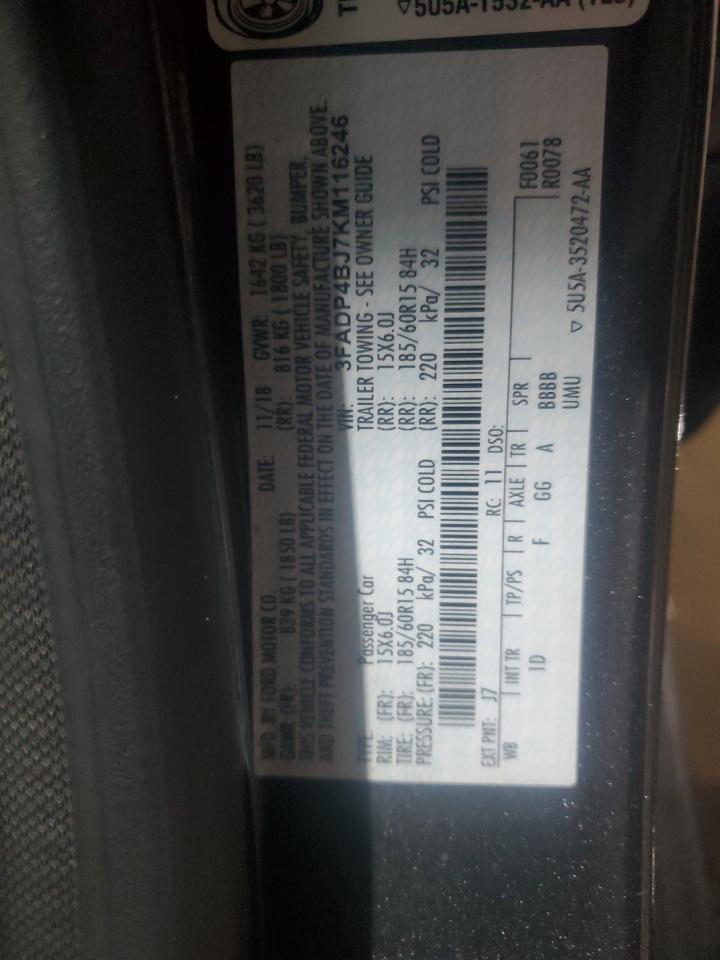 5U5A-1532-AA
MFD. BY FORD MOTOR CO. DATE: 11/18 GVWR: 1642 KG ( 3620 LB)
GAWR: (FR): 839 KG ( 1850 LB) (RR): 816 KG ( 1800 LB)
THIS VEHICLE CONFORMS TO ALL APPLICABLE FEDERAL MOTOR VEHICLE SAFETY, BUMPER,
AND THEFT PREVENTION STANDARDS IN EFFECT ON THE DATE OF MANUFACTURE SHOWN ABOVE.
VIN: 3FADP4BJ7KM116246
TYPE: Passenger Car TRAILER TOWING - SEE OWNER GUIDE
RIM: (FR): 15X6.0J (RR): 15X6.0J
TIRE: (FR): 185/60R15 84H (RR): 185/60R15 84H
PRESSURE: (FR): 220 kPa/ 32 PSI COLD (RR): 220 kPa/ 32 PSI COLD
EXT PNT: J7 RC: 11 DSO: F0061
WB | INT TR | TP/PS | R | AXLE | TR | SPR | R0078
1D F GG A BBBB
UMU ▽ 5U5A-3520472-AA